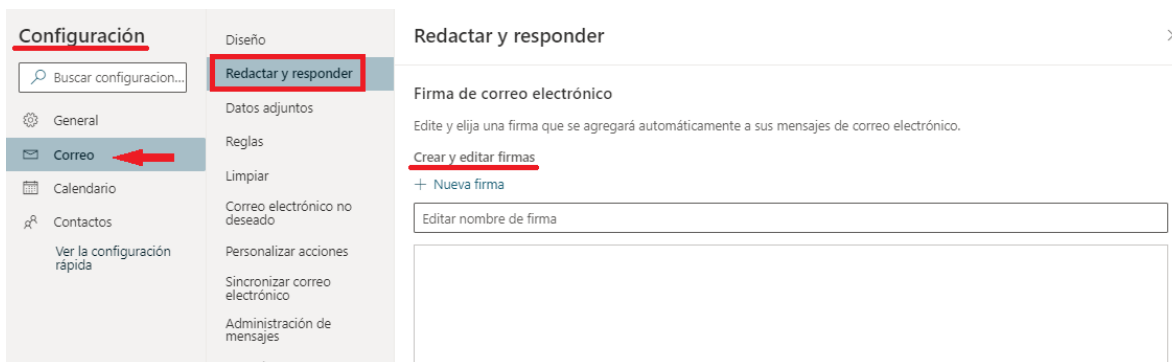 Configuración
Buscar configuracion...
General
Correo
Calendario
Contactos
Ver la configuración
rápida
Diseño
Redactar y responder
Datos adjuntos
Reglas
Limpiar
Correo electrónico no
deseado
Personalizar acciones
Sincronizar correo
electrónico
Administración de
mensajes
Redactar y responder
Firma de correo electrónico
Edite y elija una firma que se agregará automáticamente a sus mensajes de correo electrónico.
Crear y editar firmas
+ Nueva firma
Editar nombre de firma